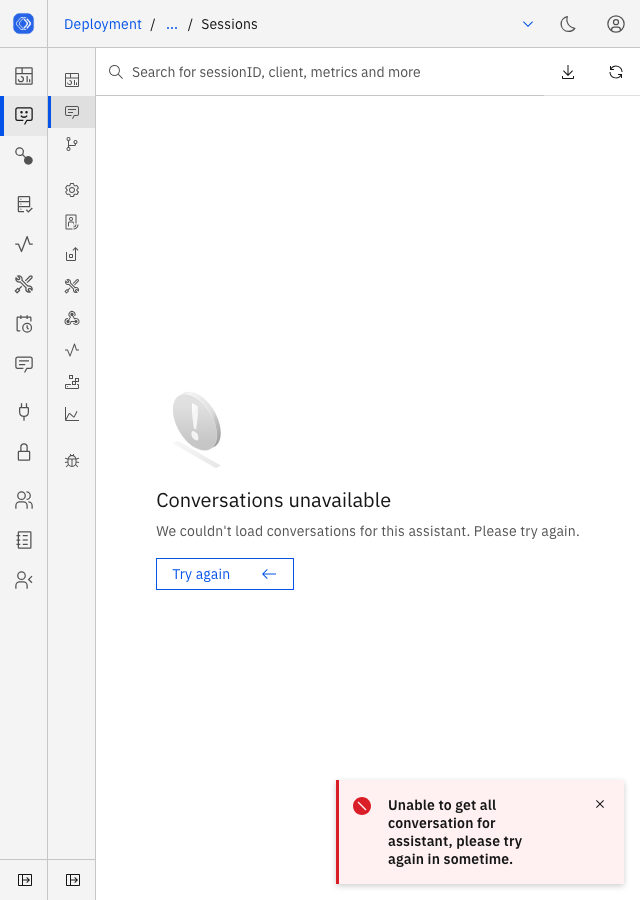 Deployment / ... / Sessions
Search for sessionID, client, metrics and more
Conversations unavailable
We couldn't load conversations for this assistant. Please try again.
Try again
Unable to get all
conversation for
assistant, please try
again in sometime.